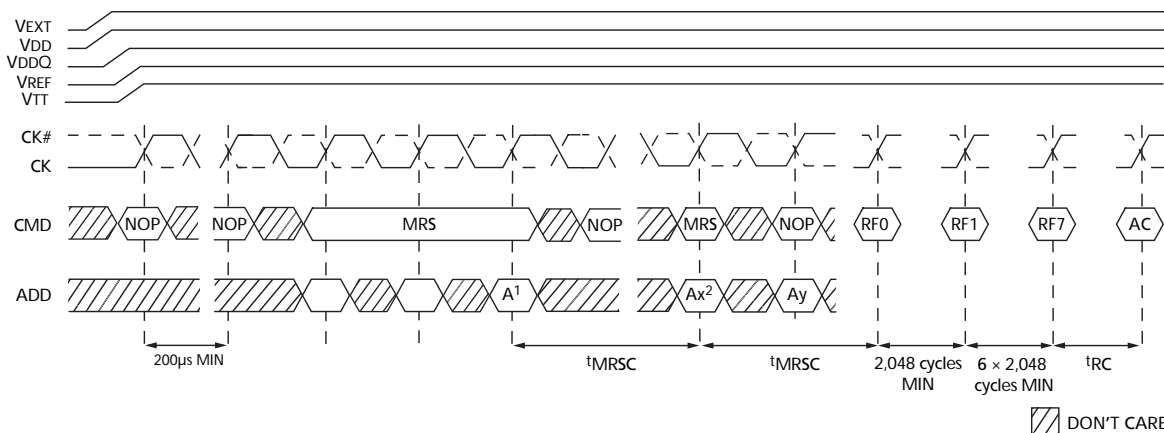 VEXT
VDD
VDDQ
VREF
VTT
CK#
CK
CMD NOP NOP MRS NOP MRS NOP RF0 RF1 RF7 AC
ADD A¹ Ax² Ay
200µs MIN
tMRSC
tMRSC
2,048 cycles
MIN
6 × 2,048
cycles MIN
tRC
DON'T CARE